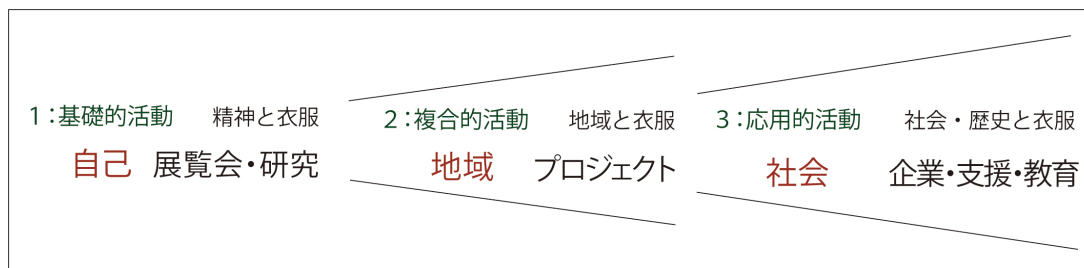 1:基礎的活動 精神と衣服
自己 展覧会・研究
2:複合的活動 地域と衣服
地域 プロジェクト
3:応用的活動 社会・歴史と衣服
社会 企業・支援・教育